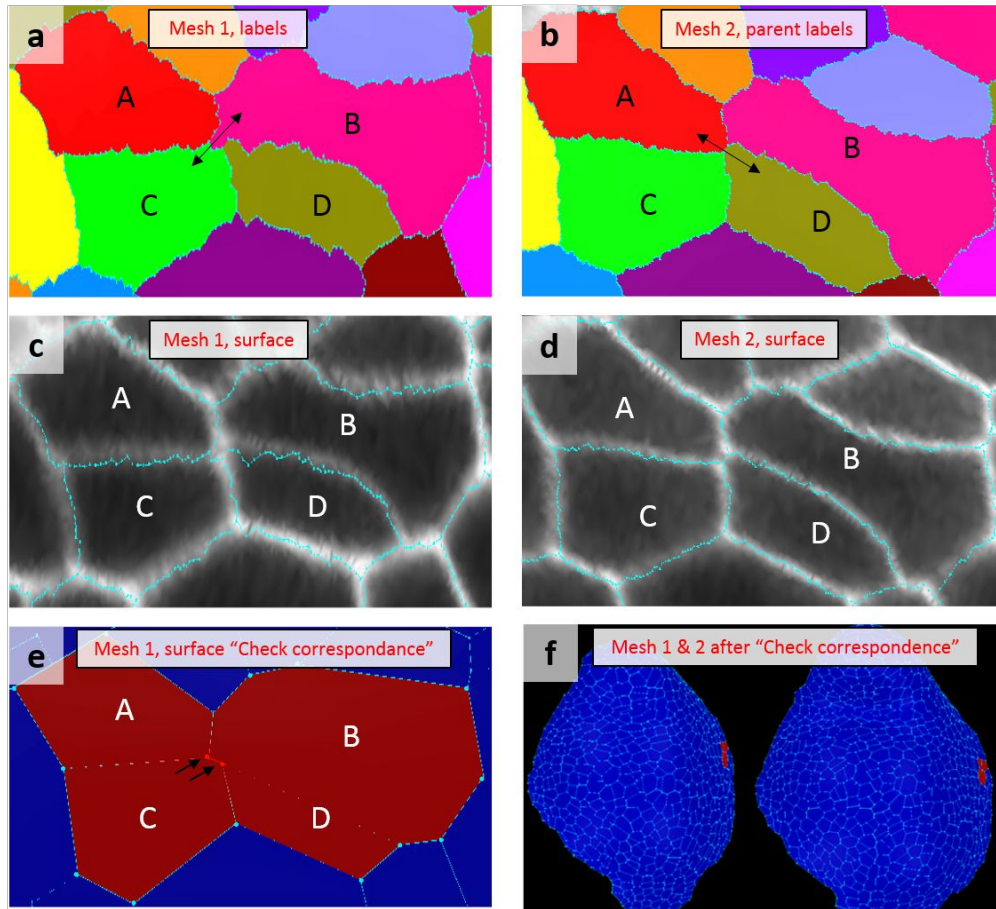 a
Mesh 1, labels
A
B
C
D
b
Mesh 2, parent labels
A
B
C
D
c
Mesh 1, surface
A
B
C
D
d
Mesh 2, surface
A
B
C
D
e
Mesh 1, surface “Check correspondance”
A
B
C
D
f
Mesh 1 & 2 after “Check correspondence”